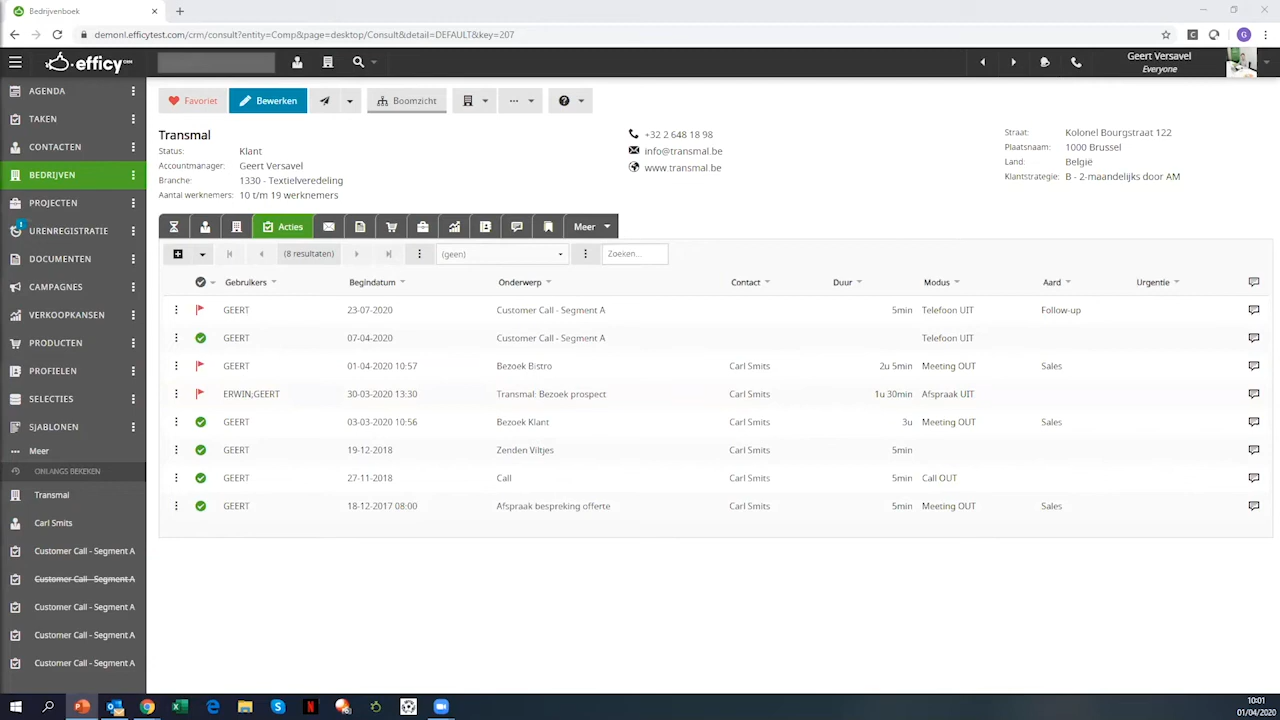 Bedrijvenboek
demonl.efficytest.com/crm/consult?entity=Comp&page=desktop/Consult&detail=DEFAULT&key=207
G
efficy CRM
Geert Versavel
Everyone
AGENDA
TAKEN
CONTACTEN
BEDRIJVEN
PROJECTEN
1
URENREGISTRATIE
DOCUMENTEN
CAMPAGNES
VERKOOPKANSEN
PRODUCTEN
PROFIELEN
SELECTIES
SJABLONEN
Meer
ONLANGS BEKEKEN
Transmal
Carl Smits
Customer Call - Segment A
Customer Call - Segment A
Customer Call - Segment A
Customer Call - Segment A
Customer Call - Segment A
Favoriet
Bewerken
Boomzicht
Transmal
Status: Klant
Accountmanager: Geert Versavel
Branche: 1330 - Textielveredeling
Aantal werknemers: 10 t/m 19 werknemers
+32 2 648 18 98
info@transmal.be
www.transmal.be
Straat: Kolonel Bourgstraat 122
Plaatsnaam: 1000 Brussel
Land: België
Klantstrategie: B - 2-maandelijks door AM
Acties
Meer
(8 resultaten)
(geen)
Zoeken...
Gebruikers Begindatum Onderwerp Contact Duur Modus Aard Urgentie
GEERT 23-07-2020 Customer Call - Segment A 5min Telefoon UIT Follow-up
GEERT 07-04-2020 Customer Call - Segment A Telefoon UIT
GEERT 01-04-2020 10:57 Bezoek Bistro Carl Smits 2u 5min Meeting OUT Sales
ERWIN;GEERT 30-03-2020 13:30 Transmal: Bezoek prospect Carl Smits 1u 30min Afspraak UIT
GEERT 03-03-2020 10:56 Bezoek Klant Carl Smits 3u Meeting OUT Sales
GEERT 19-12-2018 Zenden Viltjes Carl Smits 5min
GEERT 27-11-2018 Call Carl Smits 5min Call OUT
GEERT 18-12-2017 08:00 Afspraak bespreking offerte Carl Smits 5min Meeting OUT Sales
10:01
01/04/2020